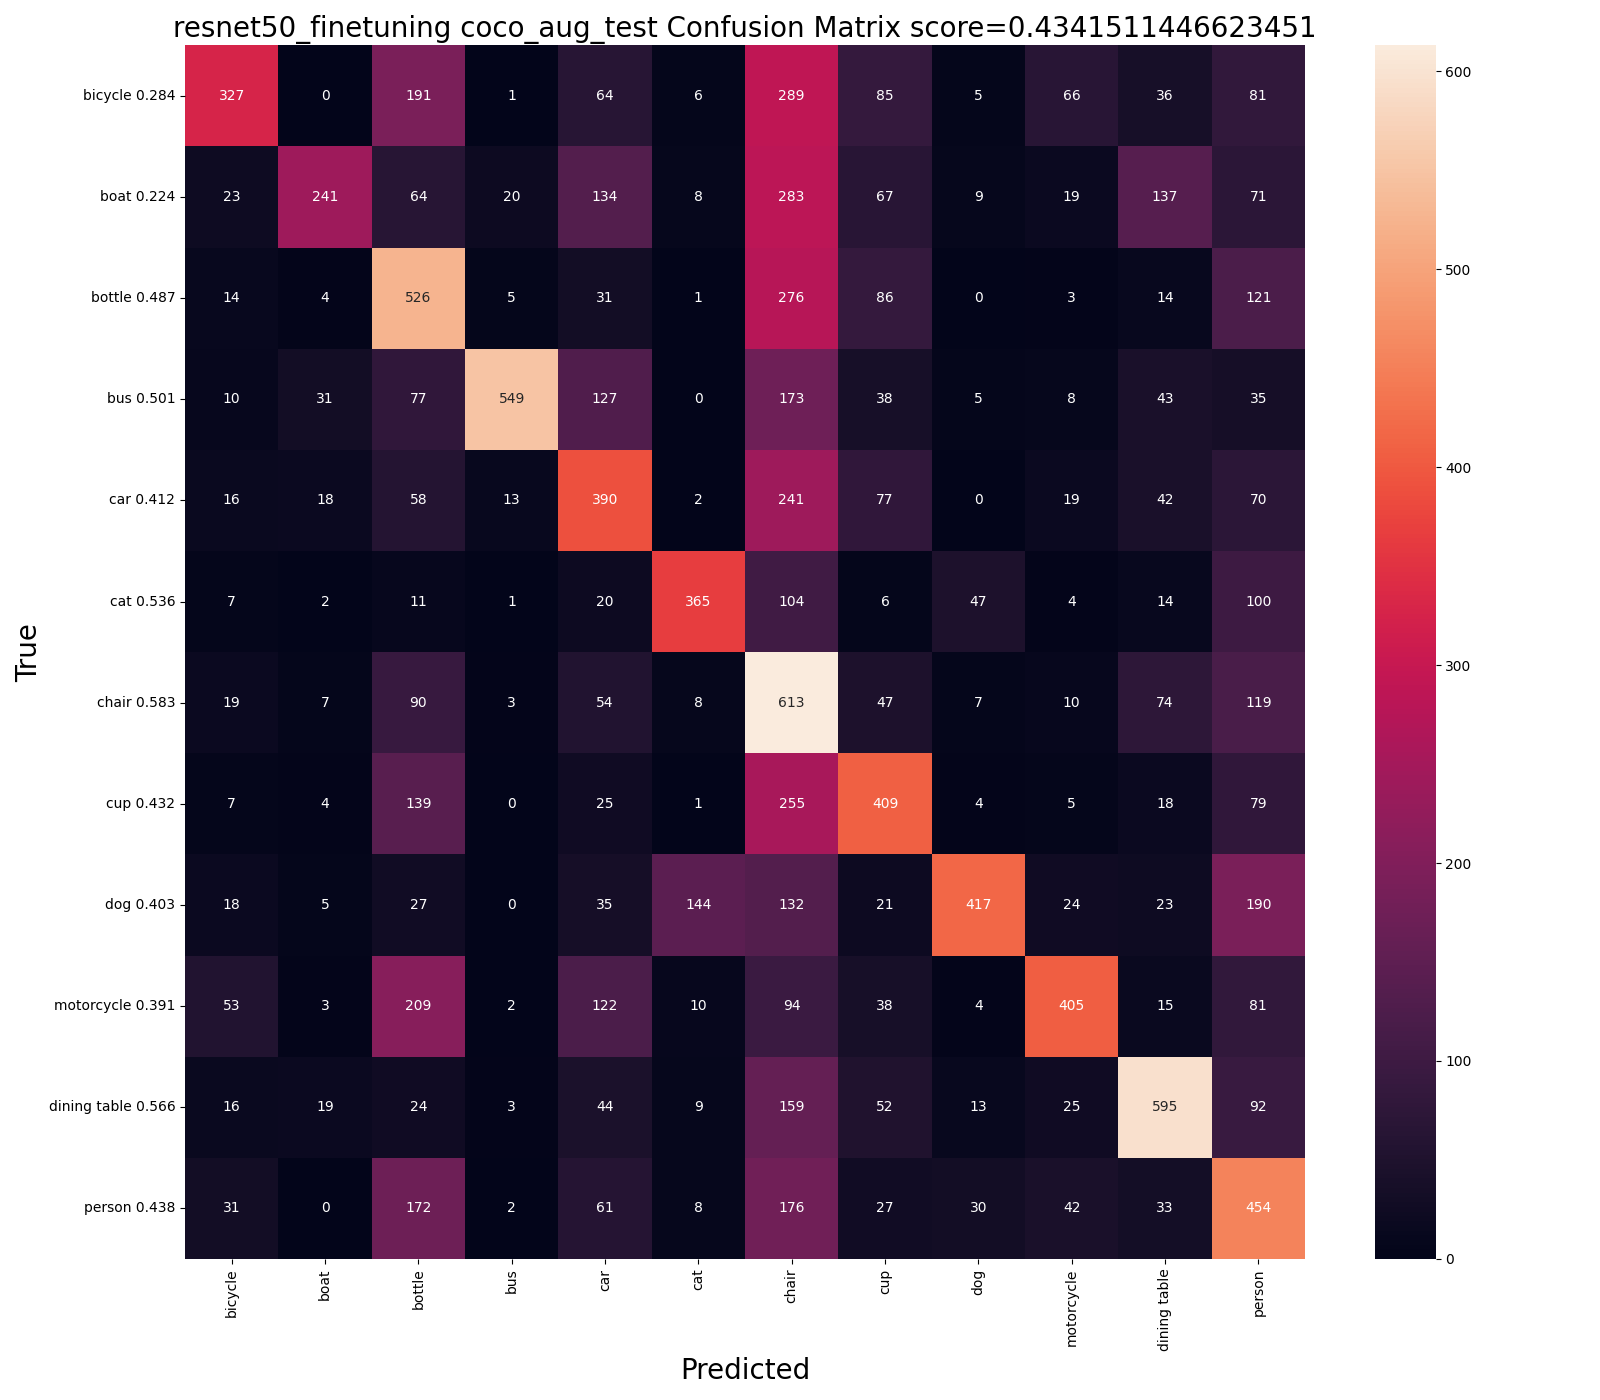 resnet50_finetuning coco_aug_test Confusion Matrix score=0.4341511446623451
True
bicycle 0.284 327 0 191 1 64 6 289 85 5 66 36 81
boat 0.224 23 241 64 20 134 8 283 67 9 19 137 71
bottle 0.487 14 4 526 5 31 1 276 86 0 3 14 121
bus 0.501 10 31 77 549 127 0 173 38 5 8 43 35
car 0.412 16 18 58 13 390 2 241 77 0 19 42 70
cat 0.536 7 2 11 1 20 365 104 6 47 4 14 100
chair 0.583 19 7 90 3 54 8 613 47 7 10 74 119
cup 0.432 7 4 139 0 25 1 255 409 4 5 18 79
dog 0.403 18 5 27 0 35 144 132 21 417 24 23 190
motorcycle 0.391 53 3 209 2 122 10 94 38 4 405 15 81
dining table 0.566 16 19 24 3 44 9 159 52 13 25 595 92
person 0.438 31 0 172 2 61 8 176 27 30 42 33 454
bicycle boat bottle bus car cat chair cup dog motorcycle dining table person
Predicted
600
500
400
300
200
100
0